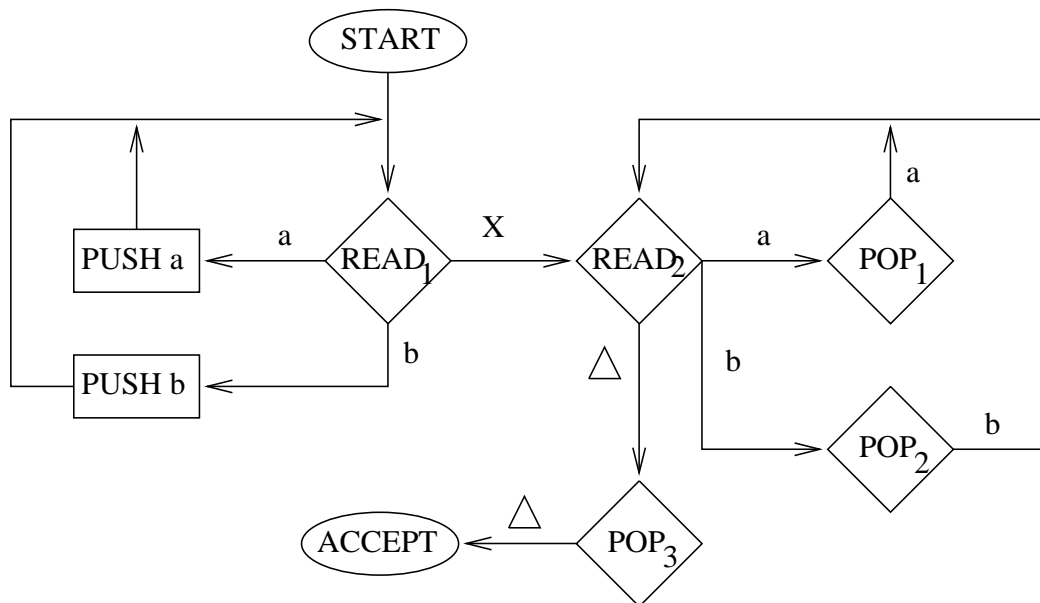 START
a
PUSH a
a
READ1
X
READ2
a
POP1
PUSH b
b
△
b
POP2
b
△
ACCEPT
POP3